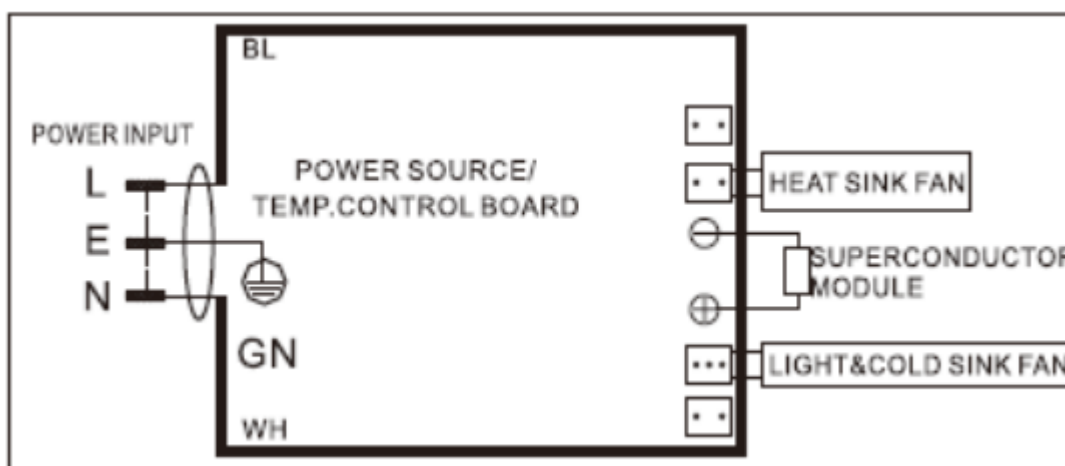 BL
POWER INPUT
L
E
N
POWER SOURCE/
TEMP.CONTROL BOARD
GN
WH
HEAT SINK FAN
SUPERCONDUCTOR
MODULE
LIGHT&COLD SINK FAN